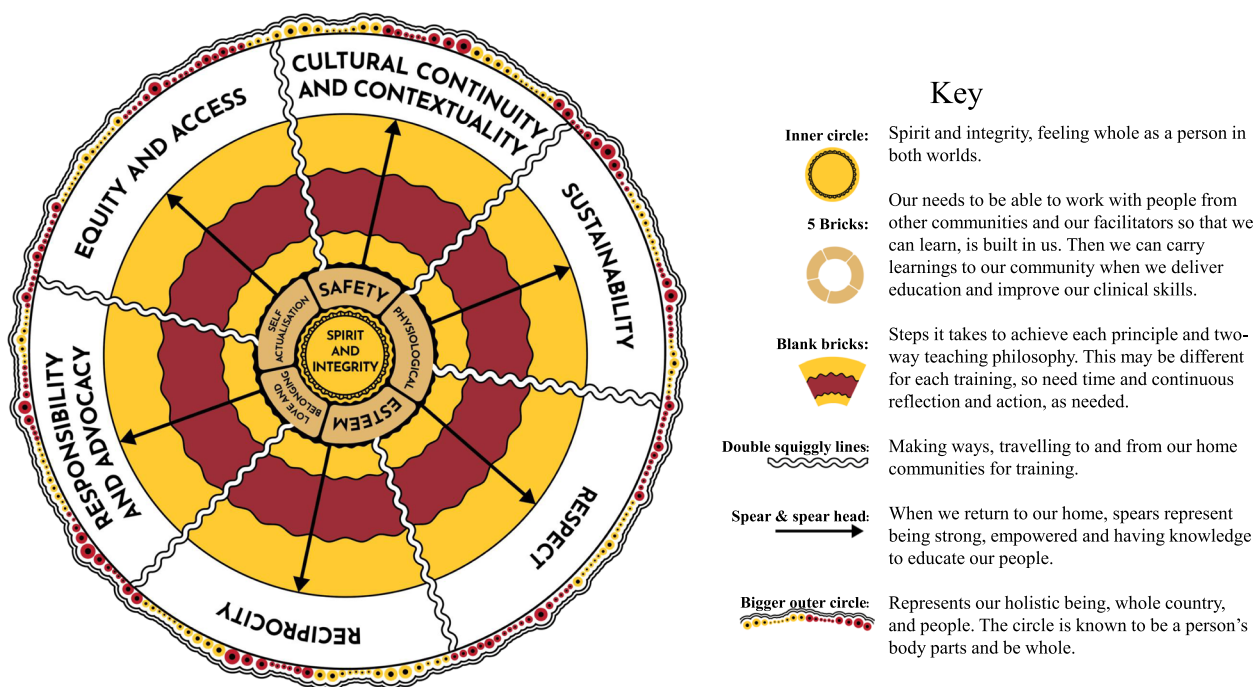 CULTURAL CONTINUITY
AND CONTEXTUALITY
SUSTAINABILITY
RESPECT
RECIPROCITY
RESPONSIBILITY
AND ADVOCACY
EQUITY AND ACCESS
SAFETY
PHYSIOLOGICAL
ESTEEM
LOVE AND
BELONGING
SELF
ACTUALISATION
SPIRIT
AND
INTEGRITY
Key
Inner circle:
Spirit and integrity, feeling whole as a person in
both worlds.
5 Bricks:
Our needs to be able to work with people from
other communities and our facilitators so that we
can learn, is built in us. Then we can carry
learnings to our community when we deliver
education and improve our clinical skills.
Blank bricks:
Steps it takes to achieve each principle and two-
way teaching philosophy. This may be different
for each training, so need time and continuous
reflection and action, as needed.
Double squiggly lines:
Making ways, travelling to and from our home
communities for training.
Spear & spear head:
When we return to our home, spears represent
being strong, empowered and having knowledge
to educate our people.
Bigger outer circle:
Represents our holistic being, whole country,
and people. The circle is known to be a person’s
body parts and be whole.